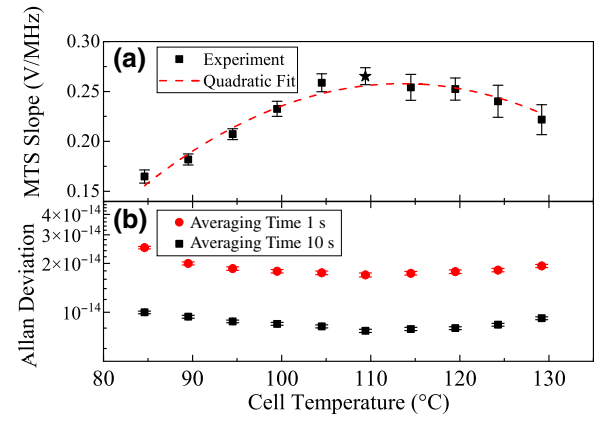 (a)
Experiment
Quadratic Fit
MTS Slope (V/MHz)
0.30
0.25
0.20
0.15
(b)
Averaging Time 1 s
Averaging Time 10 s
Allan Deviation
4×10⁻¹⁴
3×10⁻¹⁴
2×10⁻¹⁴
10⁻¹⁴
80 90 100 110 120 130
Cell Temperature (°C)